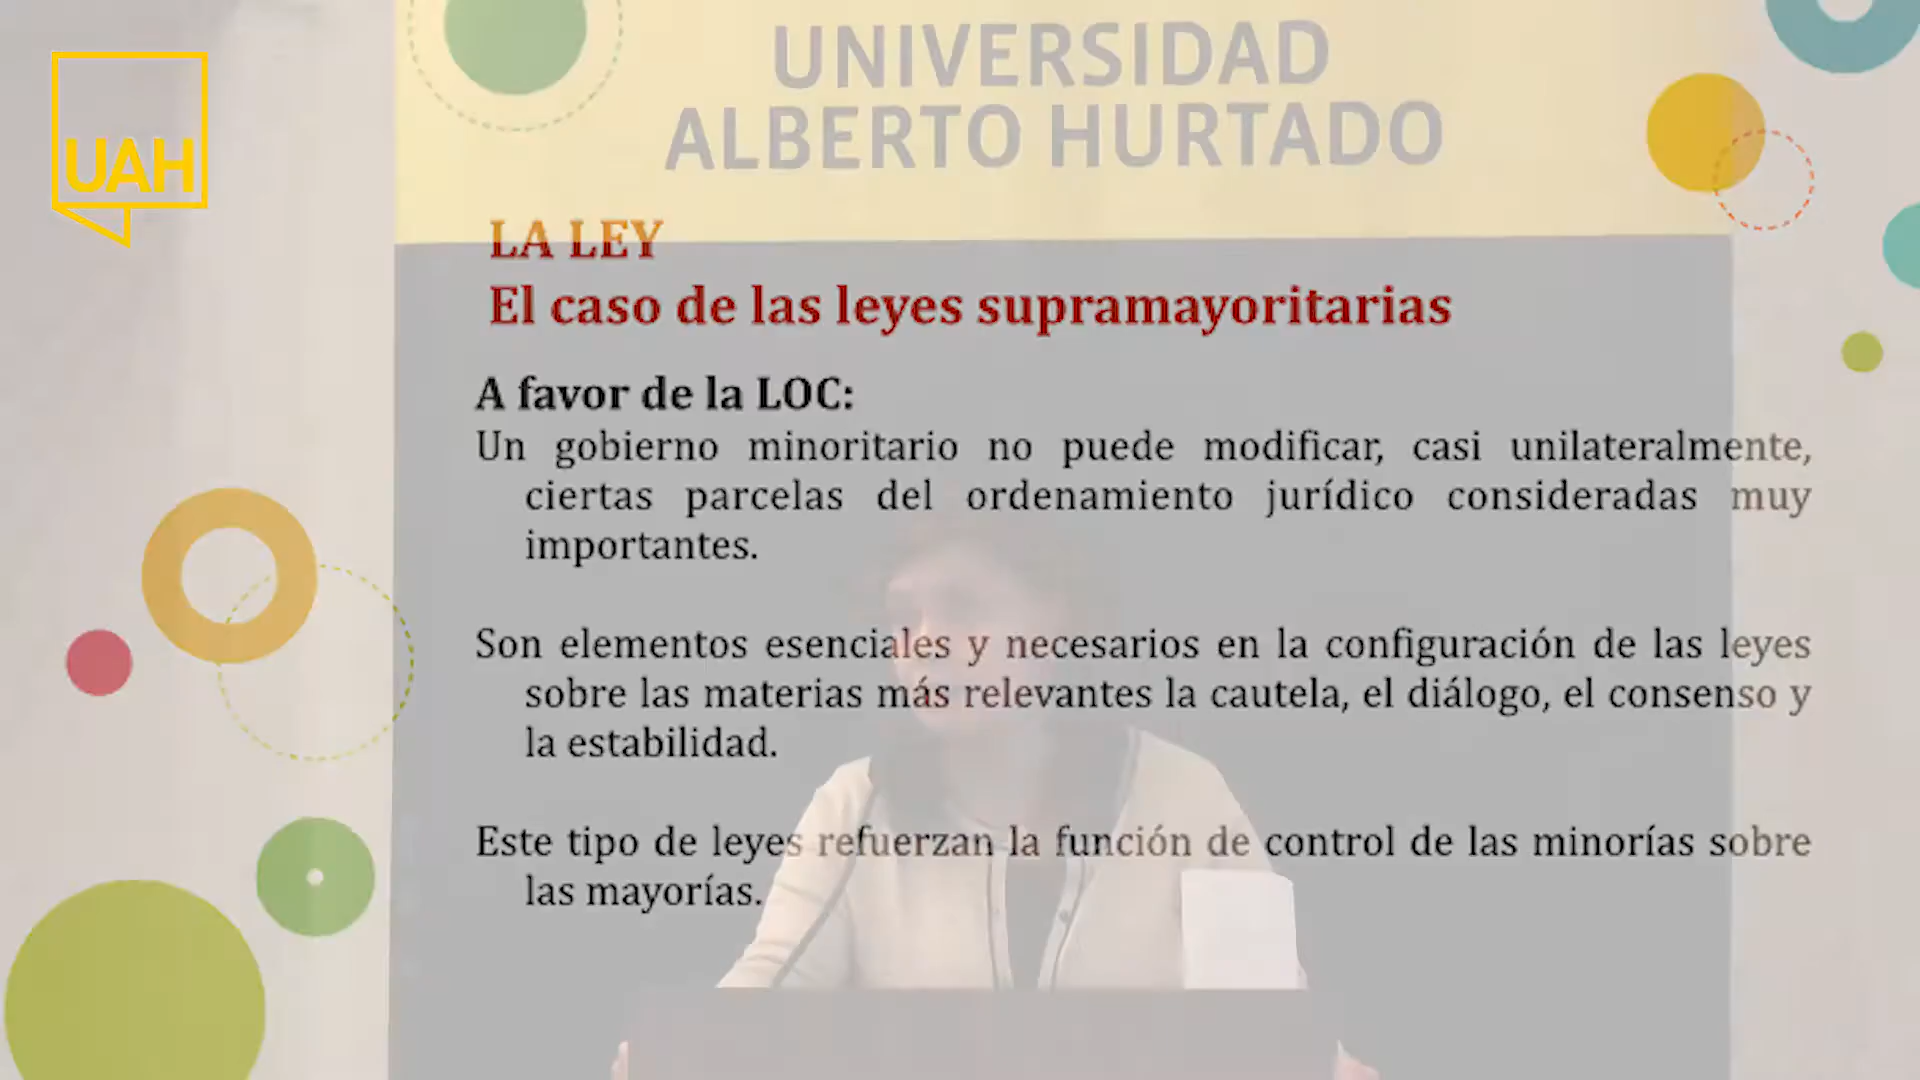 UAH
UNIVERSIDAD
ALBERTO HURTADO
LA LEY
El caso de las leyes supramayoritarias
A favor de la LOC:
Un gobierno minoritario no puede modificar, casi unilateralmente,
ciertas parcelas del ordenamiento jurídico consideradas muy
importantes.
Son elementos esenciales y necesarios en la configuración de las leyes
sobre las materias más relevantes la cautela, el diálogo, el consenso y
la estabilidad.
Este tipo de leyes refuerzan la función de control de las minorías sobre
las mayorías.